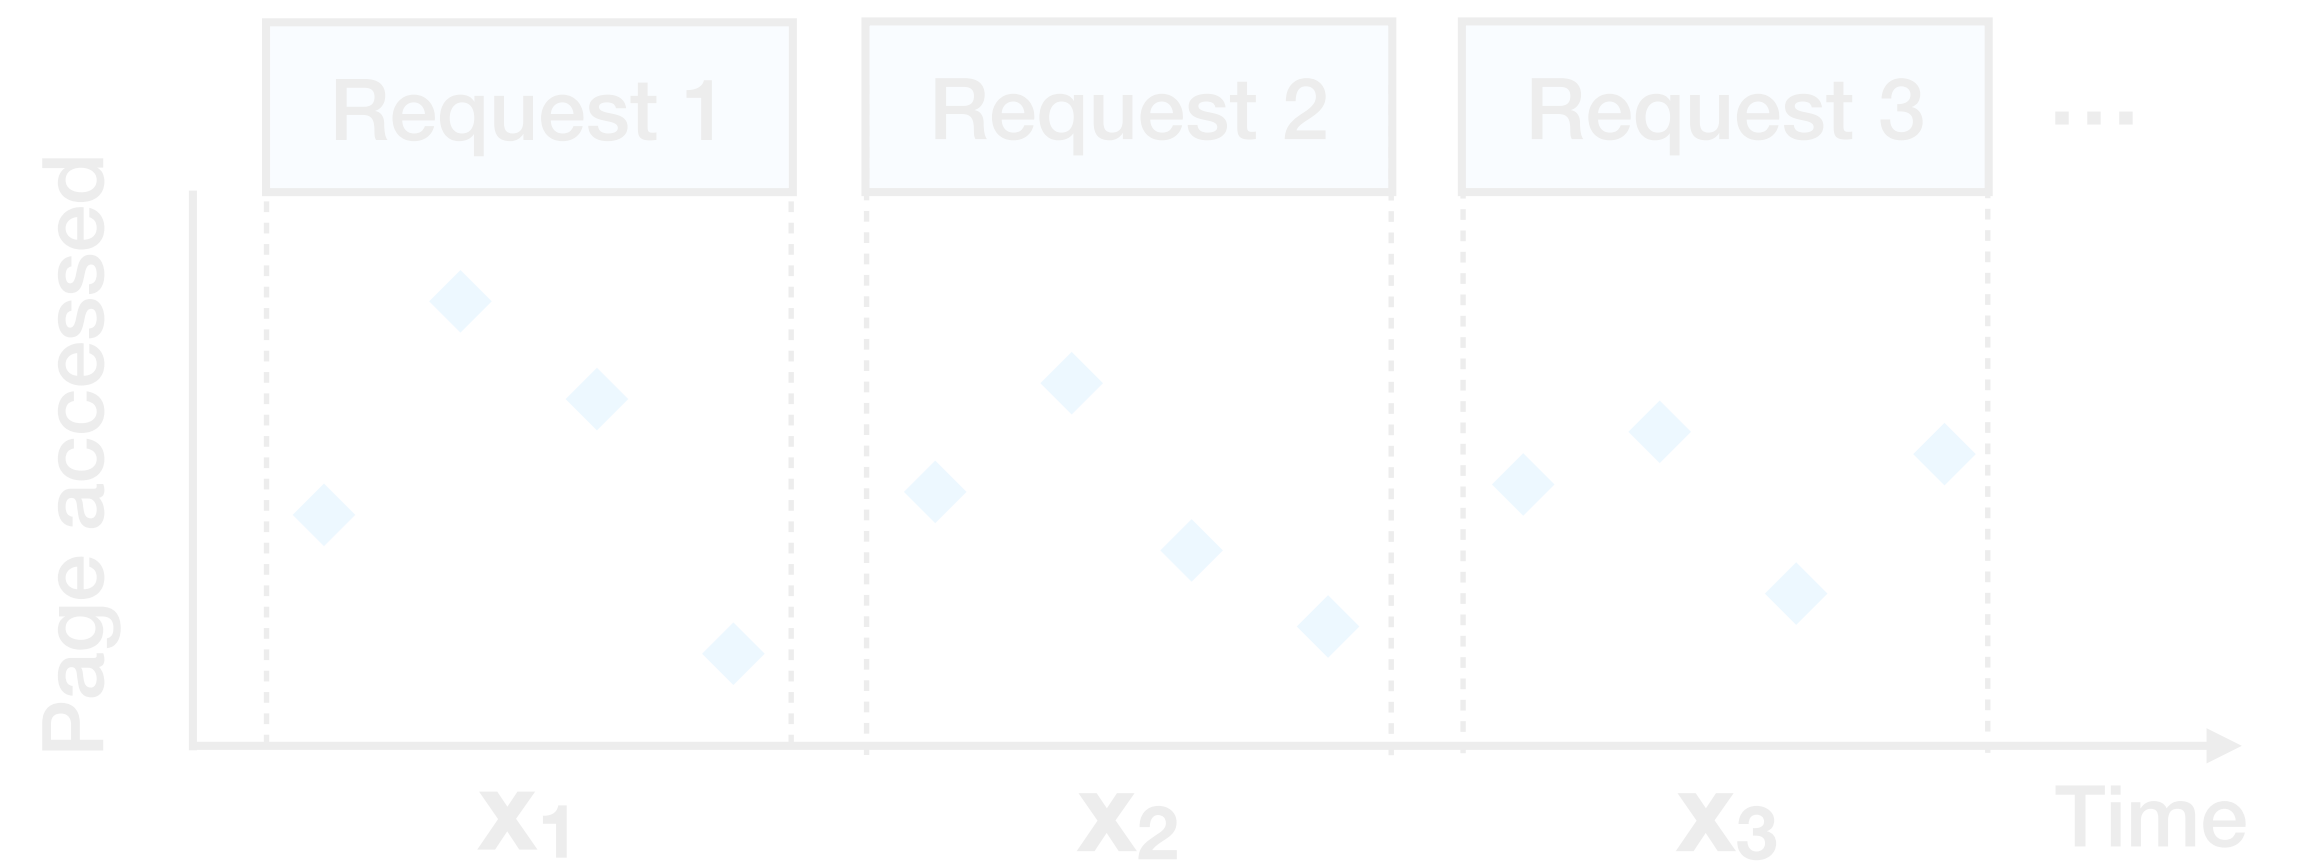 Request 1
Request 2
Request 3
...
Page accessed
x1
x2
x3
Time